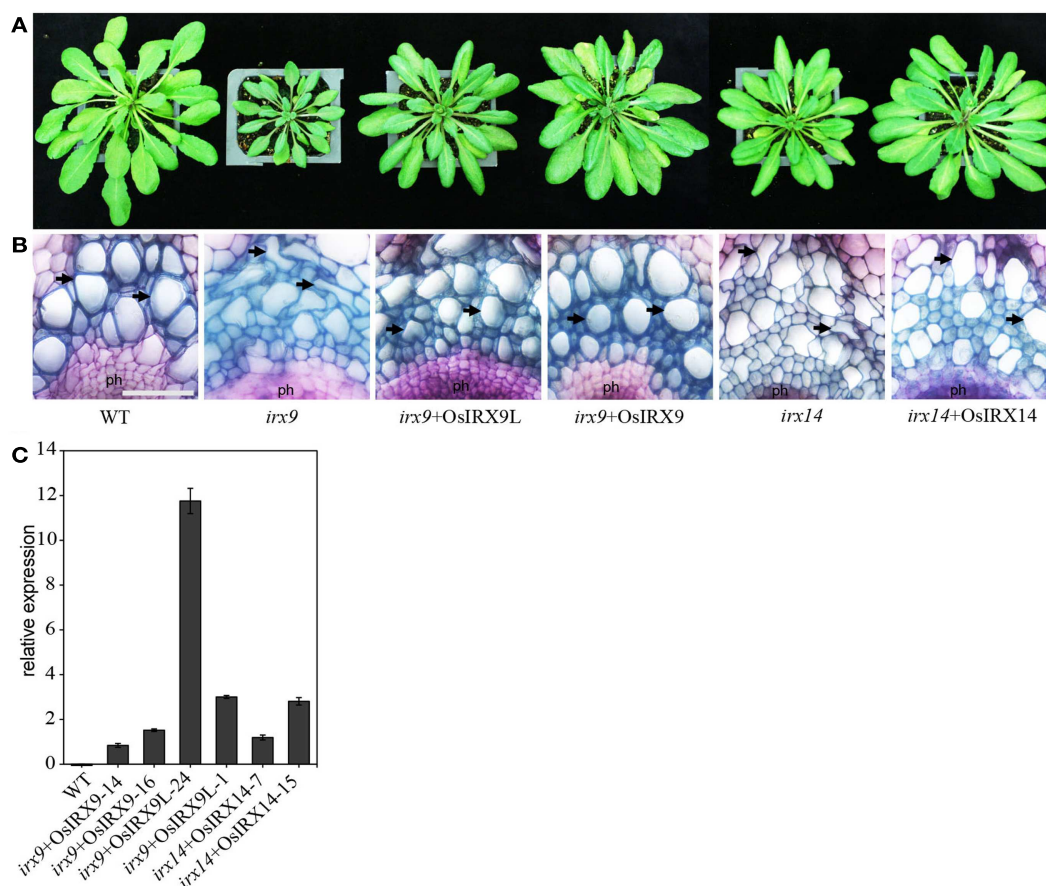 A
B
ph
ph
ph
ph
ph
ph
WT
irx9
irx9+OsIRX9L
irx9+OsIRX9
irx14
irx14+OsIRX14
C
14
12
10
8
6
4
2
0
relative expression
WT
irx9+OsIRX9-14
irx9+OsIRX9-16
irx9+OsIRX9L-24
irx9+OsIRX9L-1
irx14+OsIRX14-7
irx14+OsIRX14-15